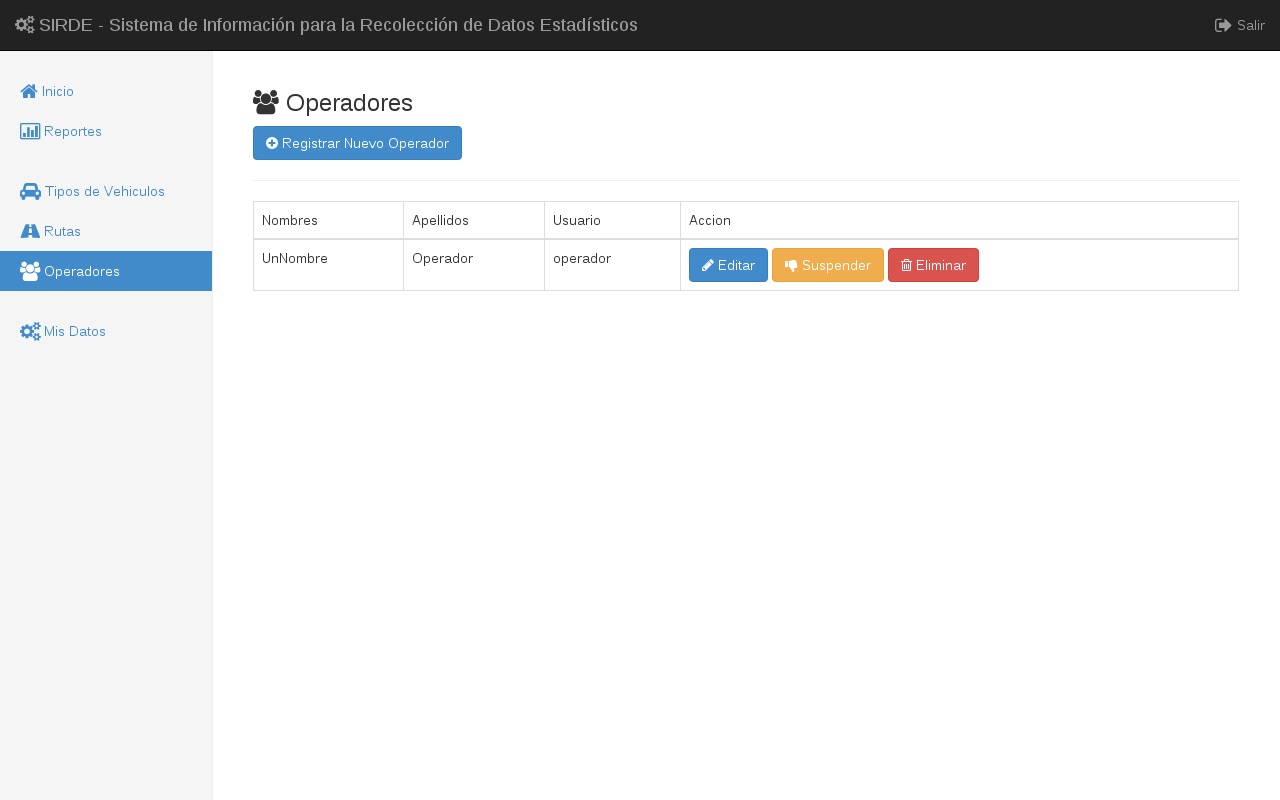 SIRDE - Sistema de Información para la Recolección de Datos Estadísticos
Salir
Inicio
Reportes
Tipos de Vehiculos
Rutas
Operadores
Mis Datos
Operadores
Registrar Nuevo Operador
Nombres Apellidos Usuario Accion
UnNombre Operador operador Editar Suspender Eliminar